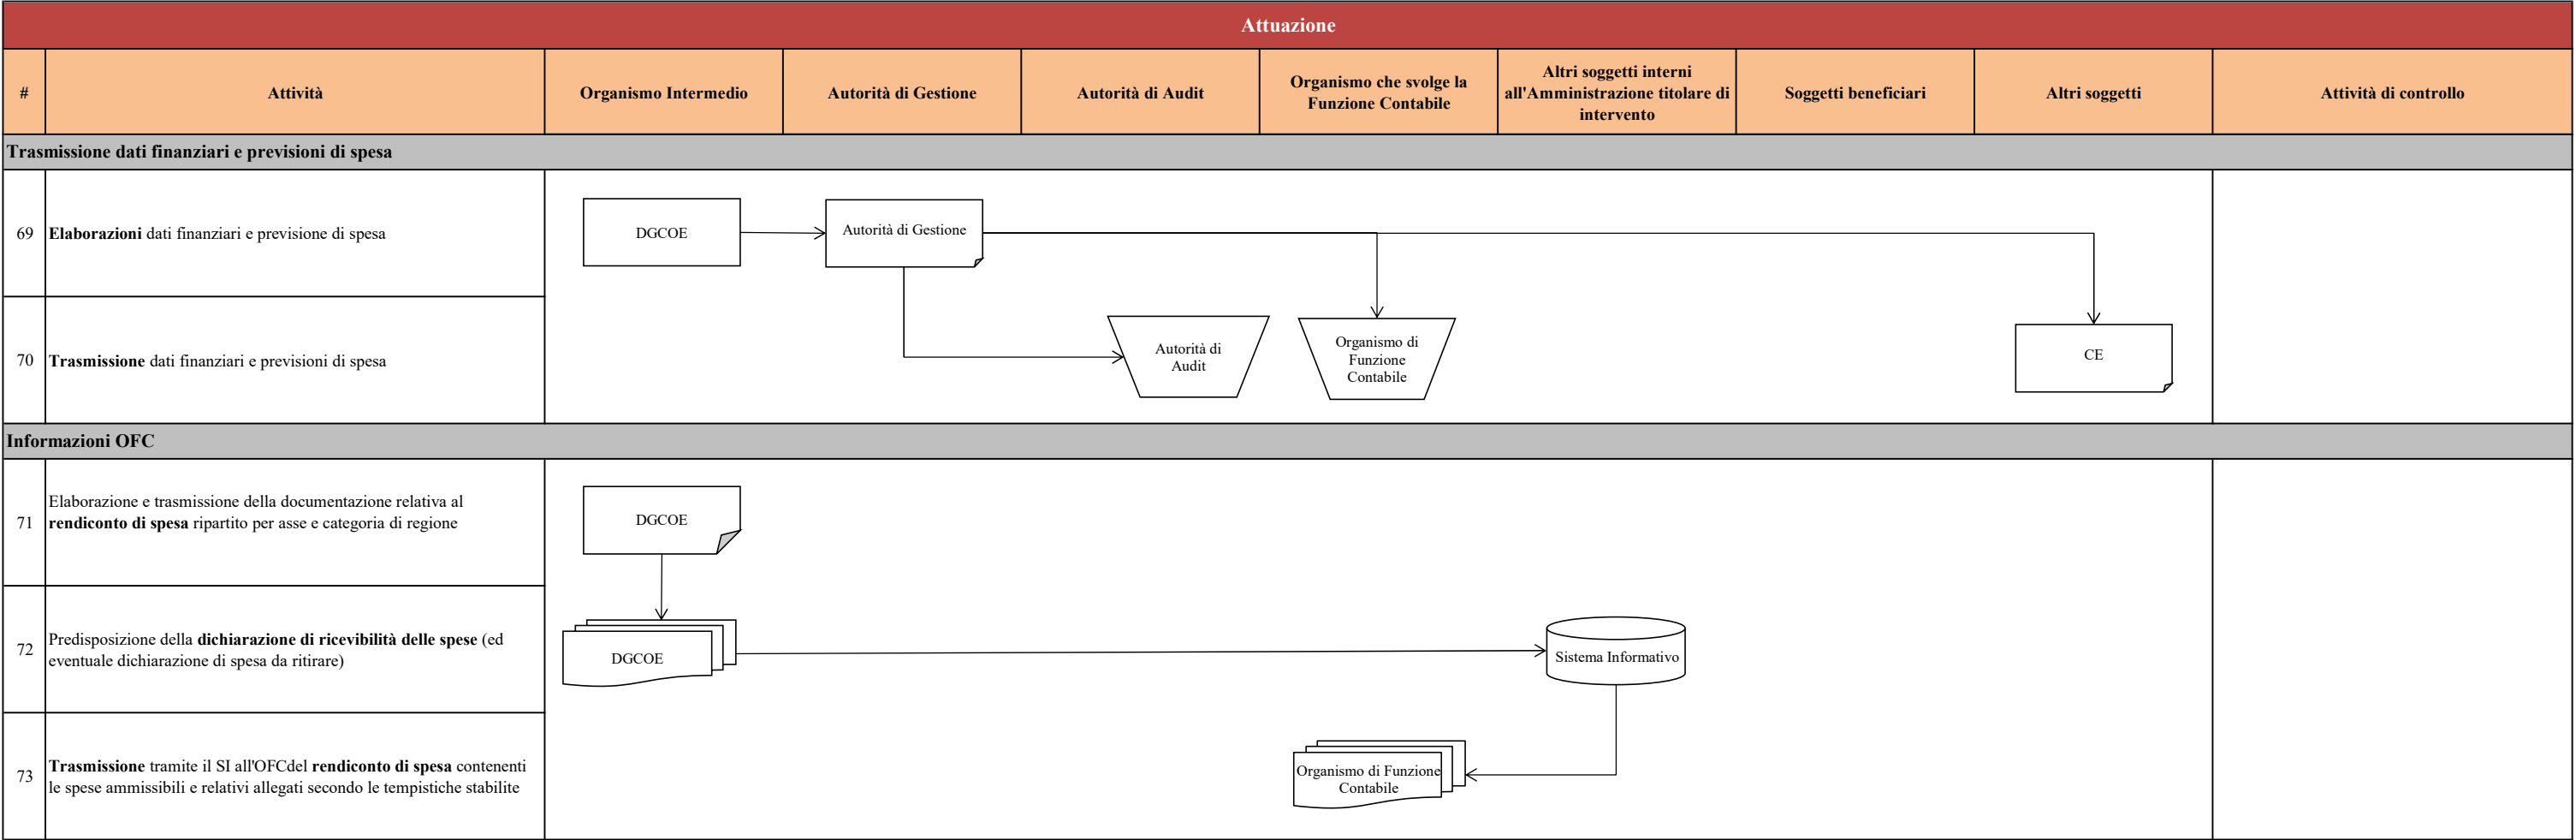 Attuazione
#
Attività
Organismo Intermedio
Autorità di Gestione
Autorità di Audit
Organismo che svolge la
Funzione Contabile
Altri soggetti interni
all'Amministrazione titolare di
intervento
Soggetti beneficiari
Altri soggetti
Attività di controllo
Trasmissione dati finanziari e previsioni di spesa
69
Elaborazioni dati finanziari e previsione di spesa
DGCOE
Autorità di Gestione
70
Trasmissione dati finanziari e previsioni di spesa
Autorità di
Audit
Organismo di
Funzione
Contabile
CE
Informazioni OFC
71
Elaborazione e trasmissione della documentazione relativa al
rendiconto di spesa ripartito per asse e categoria di regione
DGCOE
72
Predisposizione della dichiarazione di ricevibilità delle spese (ed
eventuale dichiarazione di spesa da ritirare)
DGCOE
Sistema Informativo
73
Trasmissione tramite il SI all'OFCdel rendiconto di spesa contenenti
le spese ammissibili e relativi allegati secondo le tempistiche stabilite
Organismo di Funzione
Contabile